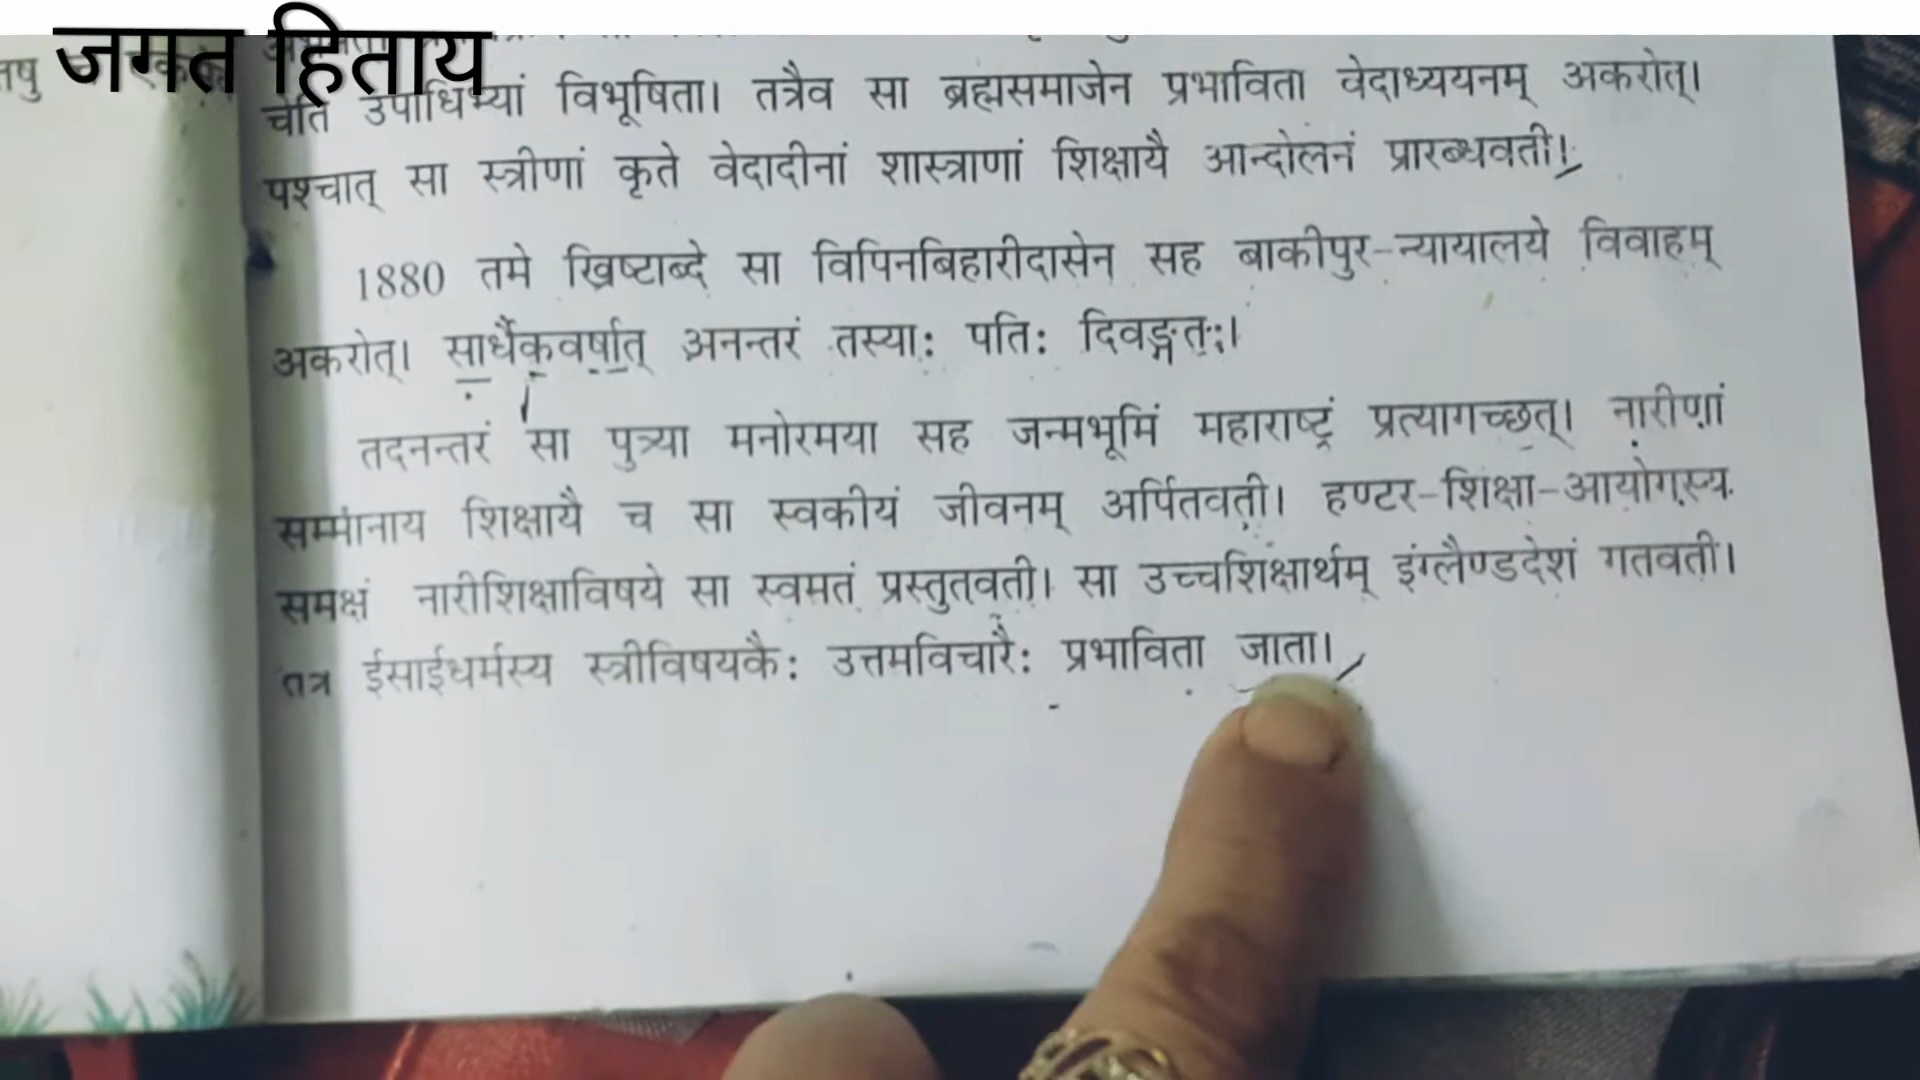 जगत हिताय
चेति उपाधिभ्यां विभूषिता। तत्रैव सा ब्रह्मसमाजेन प्रभाविता वेदाध्ययनम् अकरोत्।
पश्चात् सा स्त्रीणां कृते वेदादीनां शास्त्राणां शिक्षायै आन्दोलनं प्रारब्धवती।
1880 तमे ख्रिष्टाब्दे सा विपिनबिहारीदासेन सह बाकीपुर-न्यायालये विवाहम्
अकरोत्। सार्धैकवर्षात् अनन्तरं तस्याः पतिः दिवङ्गतः।
तदनन्तरं सा पुत्र्या मनोरमया सह जन्मभूमिं महाराष्ट्रं प्रत्यागच्छत्। नारीणां
सम्मानाय शिक्षायै च सा स्वकीयं जीवनम् अर्पितवती। हण्टर-शिक्षा-आयोगस्य
समक्षं नारीशिक्षाविषये सा स्वमतं प्रस्तुतवती। सा उच्चशिक्षार्थम् इंग्लैण्डदेशं गतवती।
तत्र ईसाईधर्मस्य स्त्रीविषयकैः उत्तमविचारैः प्रभाविता जाता।